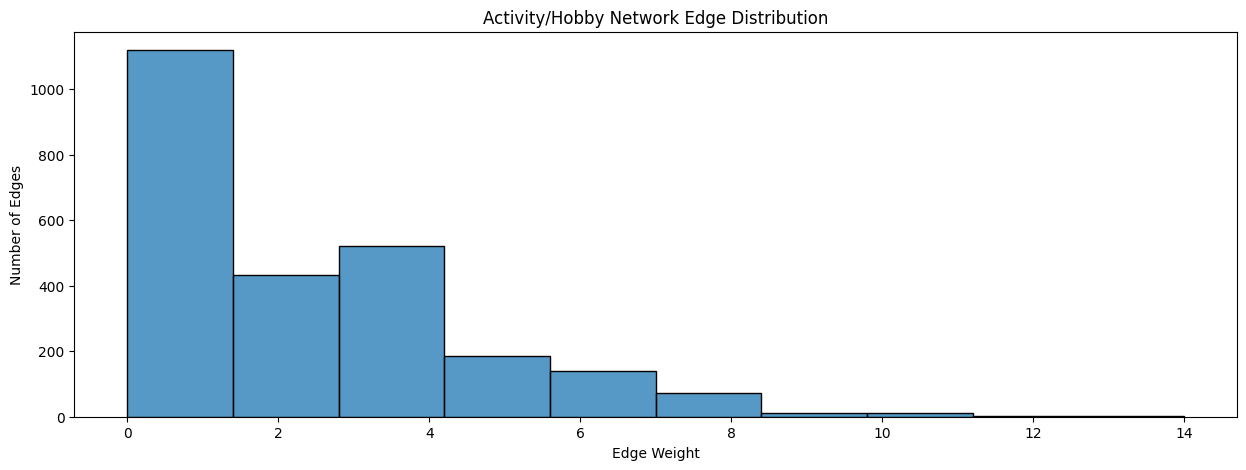 Activity/Hobby Network Edge Distribution
Number of Edges
1000
800
600
400
200
0
0 2 4 6 8 10 12 14
Edge Weight